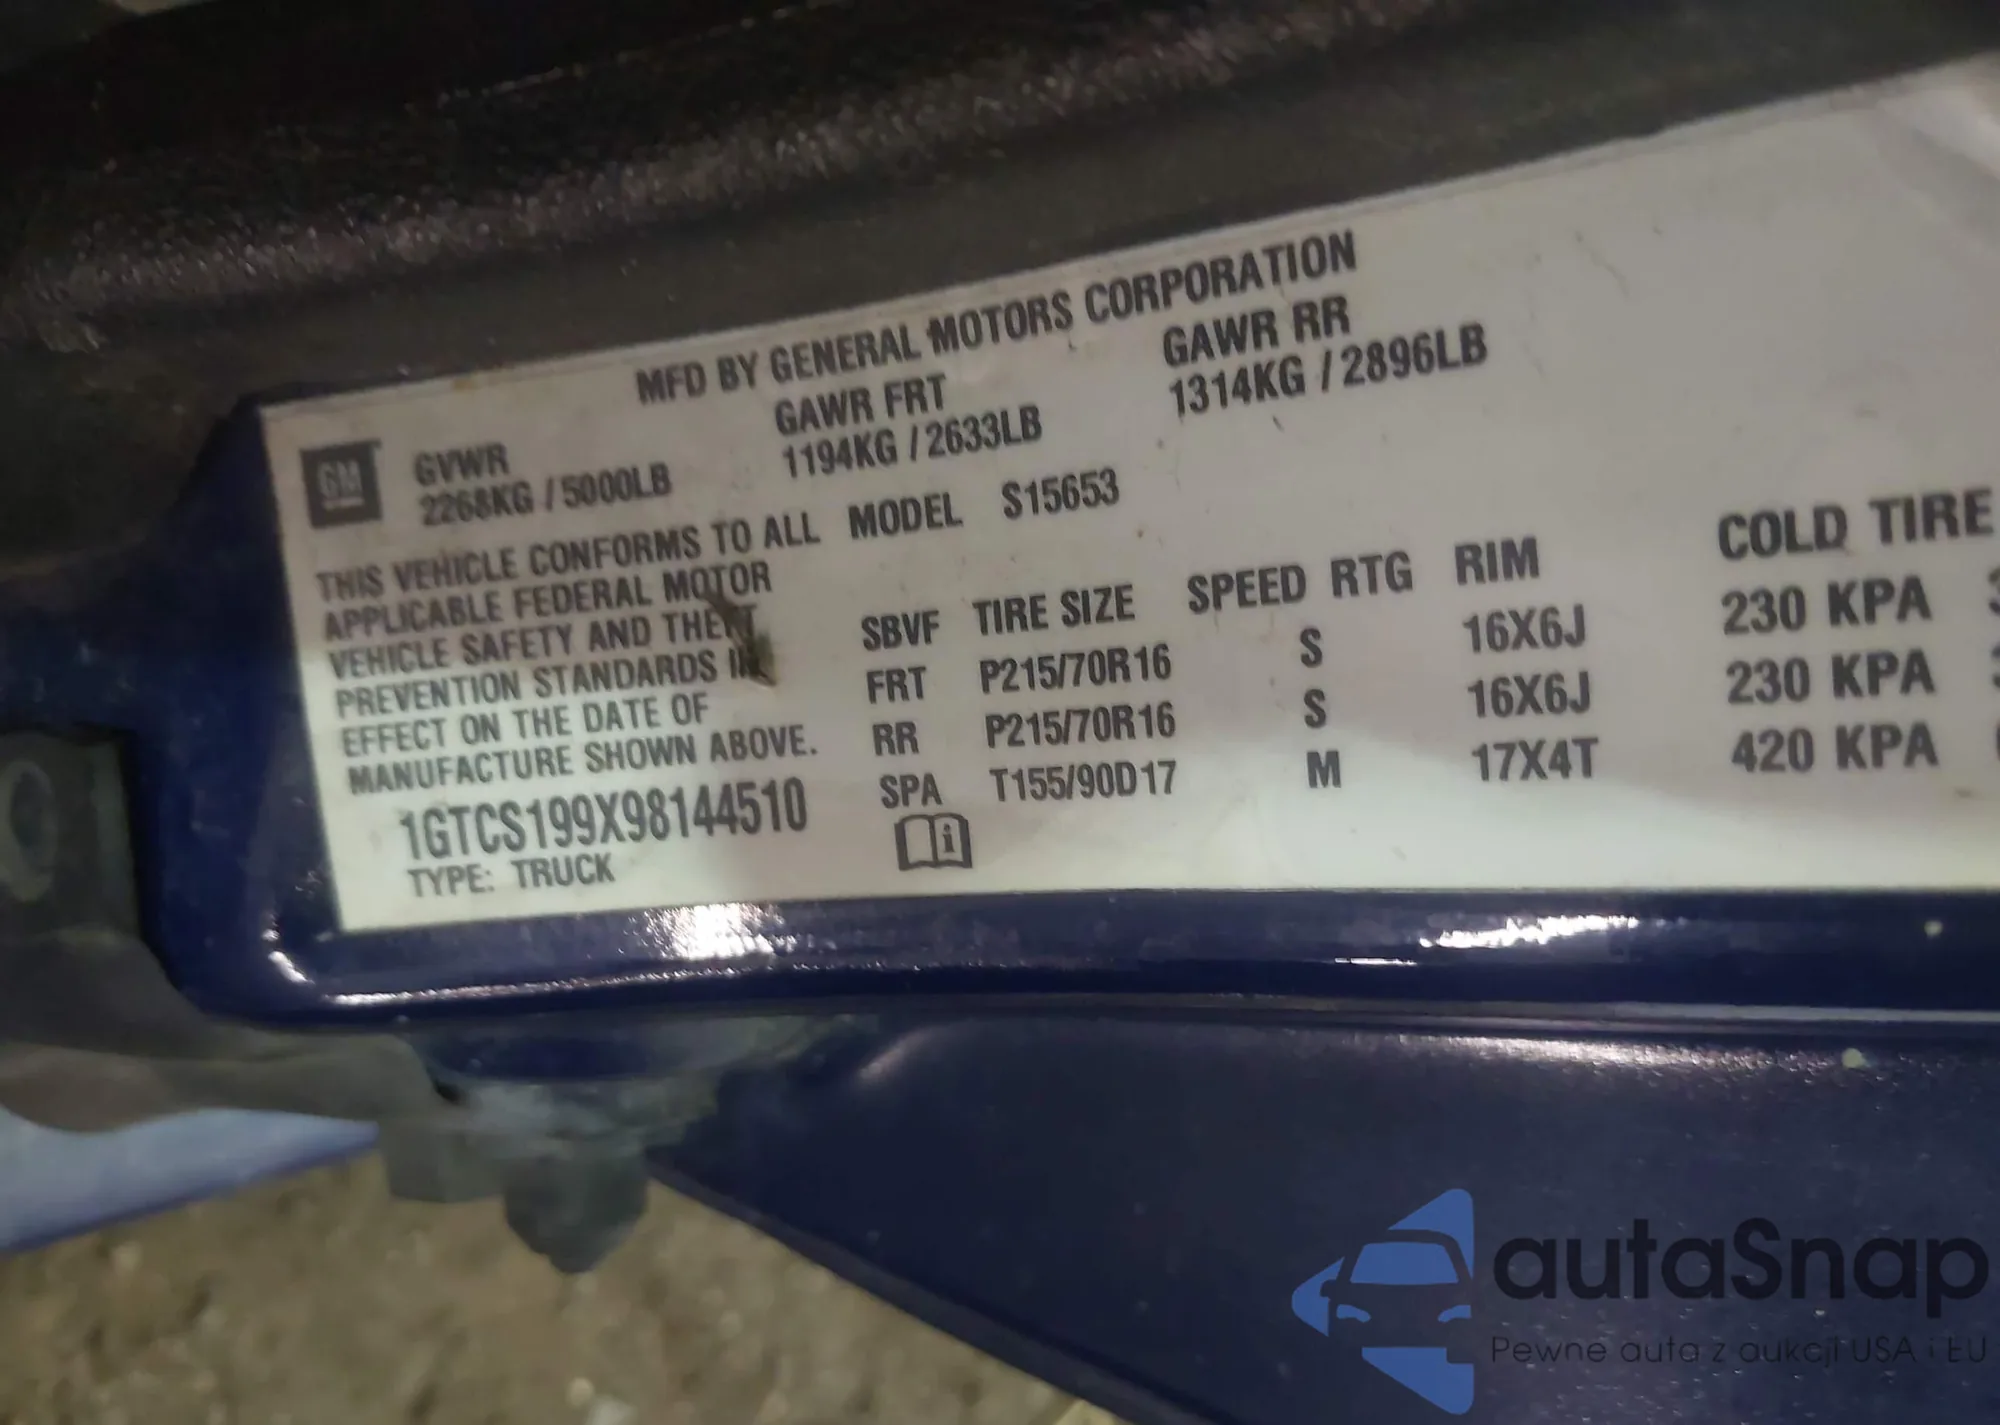 MFD BY GENERAL MOTORS CORPORATION
GM GVWR GAWR FRT GAWR RR
2268KG / 5000LB 1194KG / 2633LB 1314KG / 2896LB
THIS VEHICLE CONFORMS TO ALL MODEL S15653
APPLICABLE FEDERAL MOTOR
VEHICLE SAFETY AND THEFT
PREVENTION STANDARDS IN
EFFECT ON THE DATE OF
MANUFACTURE SHOWN ABOVE.
1GTCS199X98144510
TYPE: TRUCK
SBVF TIRE SIZE SPEED RTG RIM COLD TIRE
FRT P215/70R16 S 16X6J 230 KPA
RR P215/70R16 S 16X6J 230 KPA
SPA T155/90D17 M 17X4T 420 KPA
i
autaSnap
Pewne auta z aukcji USA i EU